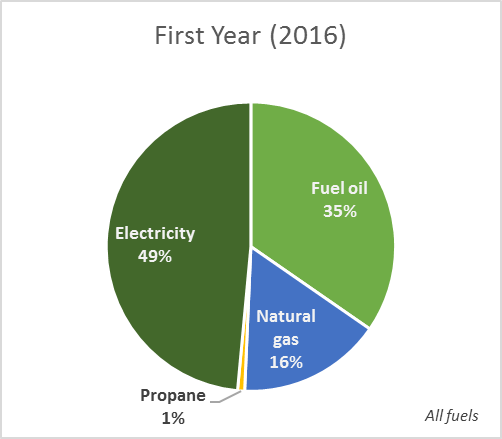 First Year (2016)
Fuel oil
35%
Electricity
49%
Natural
gas
16%
Propane
1%
All fuels